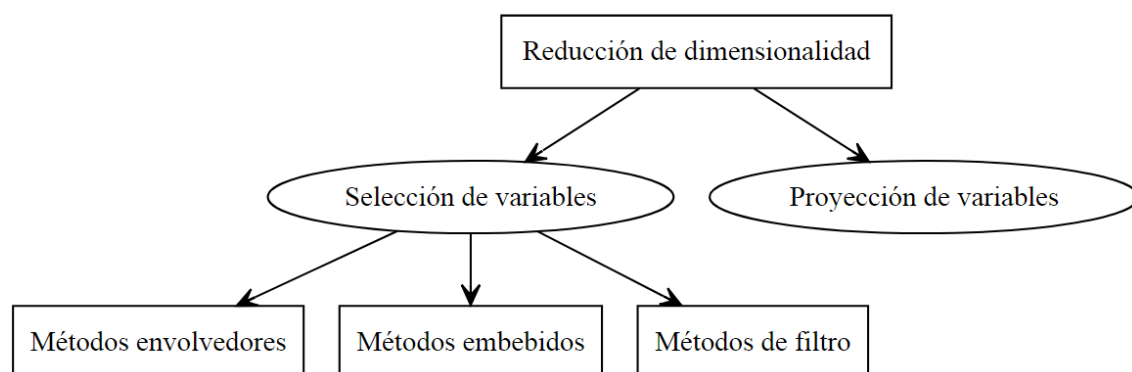 Reducción de dimensionalidad
Selección de variables
Proyección de variables
Métodos envolvedores
Métodos embebidos
Métodos de filtro